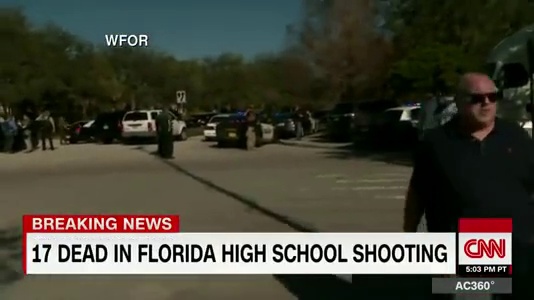 WFOR
BREAKING NEWS
17 DEAD IN FLORIDA HIGH SCHOOL SHOOTING
CNN
5:03 PM PT
AC360°